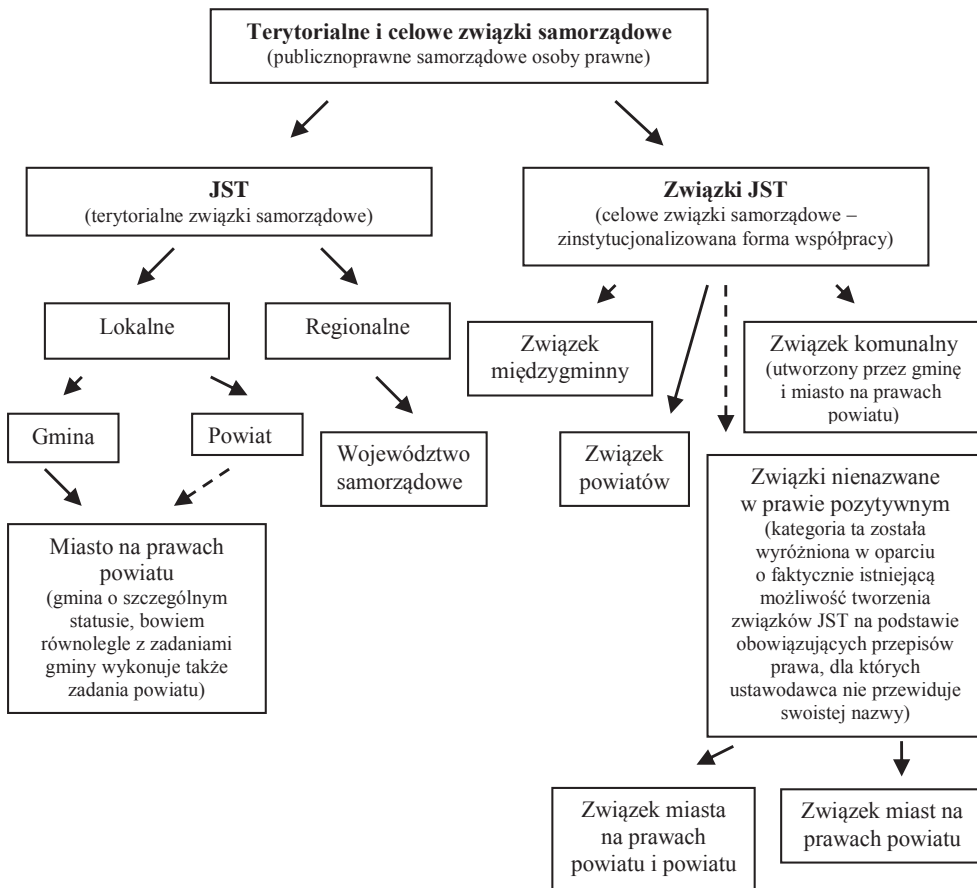 Terytorialne i celowe związki samorządowe
(publicznoprawne samorządowe osoby prawne)
JST
(terytorialne związki samorządowe)
Związki JST
(celowe związki samorządowe –
zinstytucjonalizowana forma współpracy)
Lokalne
Regionalne
Związek
międzygminny
Związek komunalny
(utworzony przez gminę
i miasto na prawach
powiatu)
Gmina
Powiat
Województwo
samorządowe
Związek
powiatów
Związki nienazwane
w prawie pozytywnym
(kategoria ta została
wyróżniona w oparciu
o faktycznie istniejącą
możliwość tworzenia
związków JST na podstawie
obowiązujących przepisów
prawa, dla których
ustawodawca nie przewiduje
swoistej nazwy)
Miasto na prawach
powiatu
(gmina o szczególnym
statusie, bowiem
równolegle z zadaniami
gminy wykonuje także
zadania powiatu)
Związek miasta
na prawach
powiatu i powiatu
Związek miast na
prawach powiatu